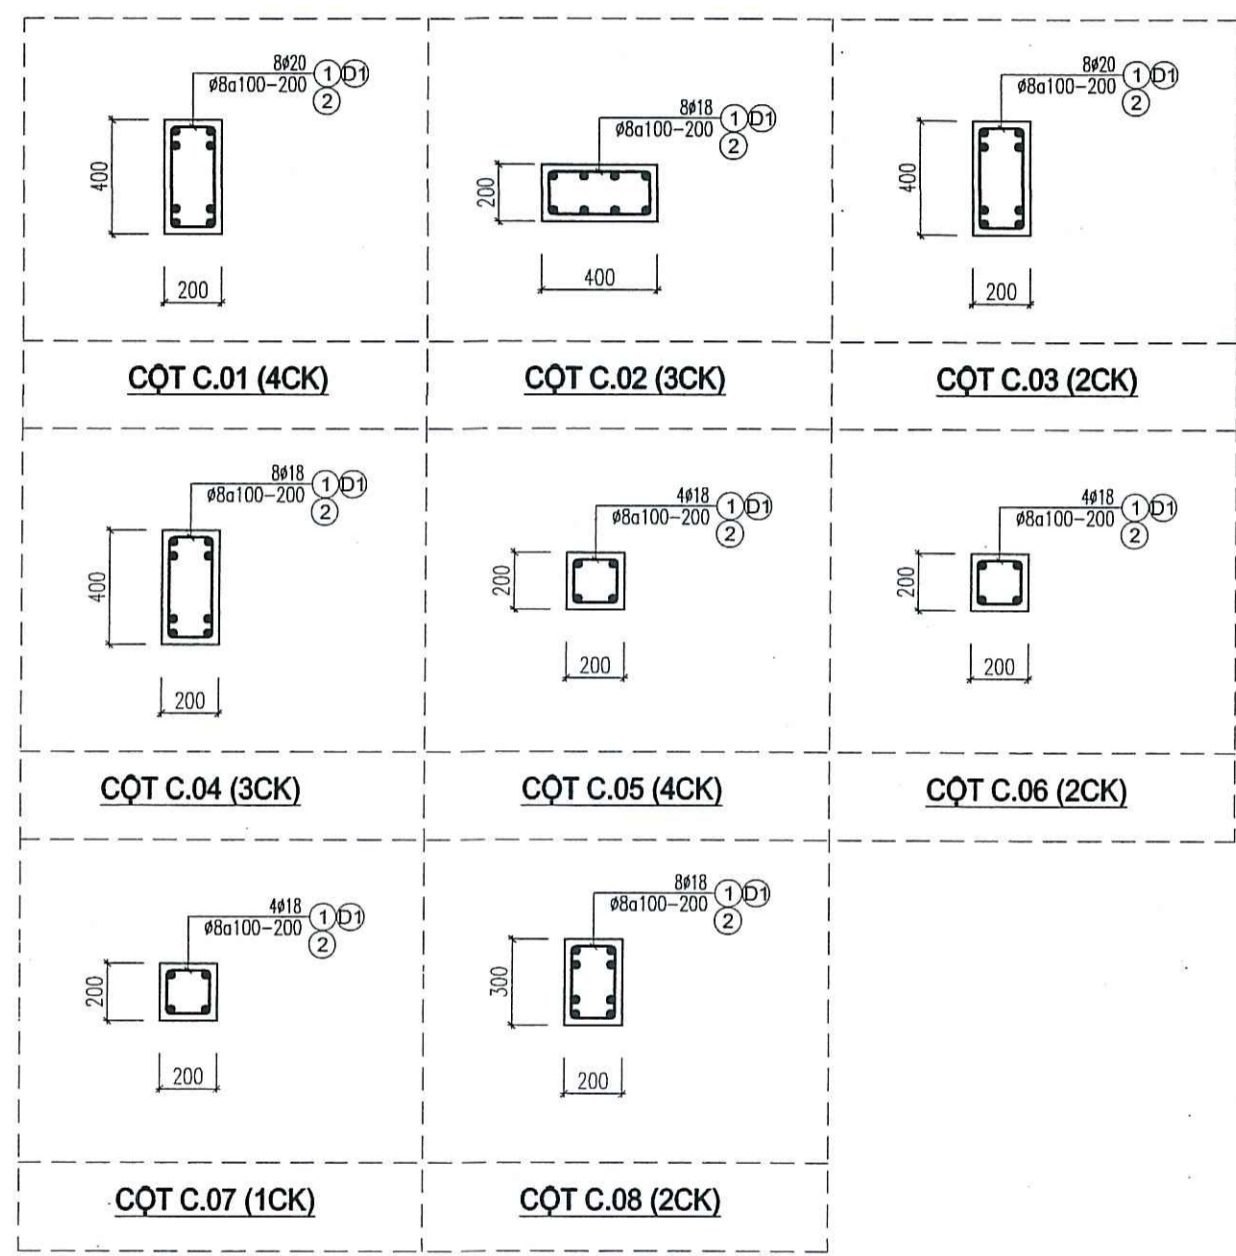 8ø20 1 D1
ø8a100-200
2
400
200
CỘT C.01 (4CK)
8ø18 1 D1
ø8a100-200
2
200
400
CỘT C.02 (3CK)
8ø20 1 D1
ø8a100-200
2
400
200
CỘT C.03 (2CK)
8ø18 1 D1
ø8a100-200
2
400
200
CỘT C.04 (3CK)
4ø18 1 D1
ø8a100-200
2
200
200
CỘT C.05 (4CK)
4ø18 1 D1
ø8a100-200
2
200
200
CỘT C.06 (2CK)
4ø18 1 D1
ø8a100-200
2
200
200
CỘT C.07 (1CK)
8ø18 1 D1
ø8a100-200
2
300
200
CỘT C.08 (2CK)